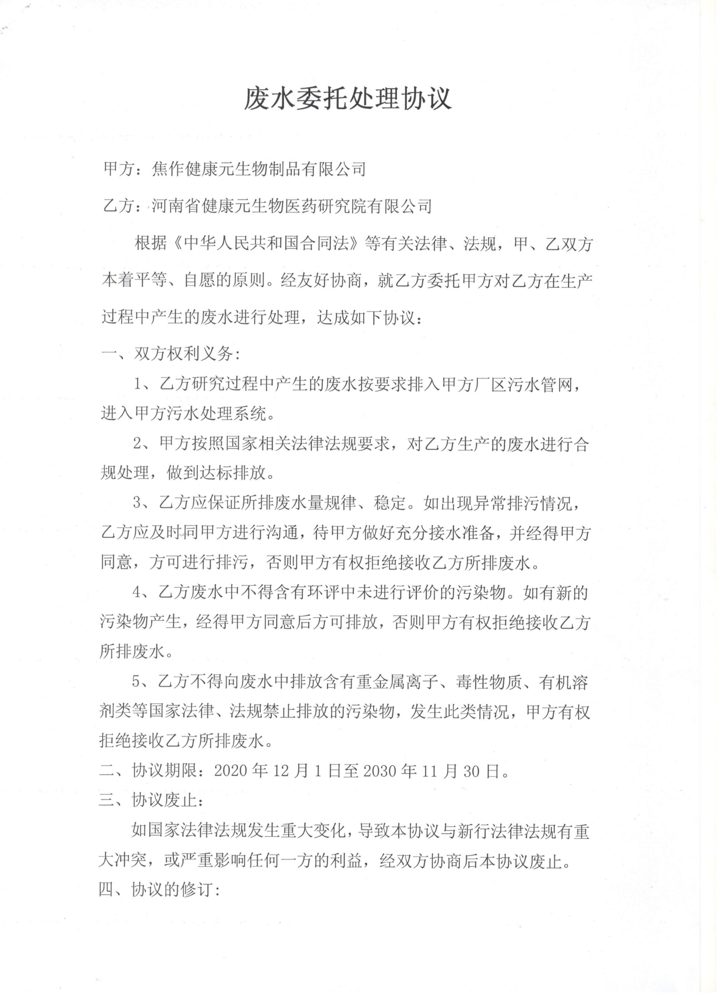 废水委托处理协议
甲方：焦作健康元生物制品有限公司
乙方：河南省健康元生物医药研究院有限公司
根据《中华人民共和国合同法》等有关法律、法规，甲、乙双方
本着平等、自愿的原则。经友好协商，就乙方委托甲方对乙方在生产
过程中产生的废水进行处理，达成如下协议：
一、双方权利义务：
1、乙方研究过程中产生的废水按要求排入甲方厂区污水管网，
进入甲方污水处理系统。
2、甲方按照国家相关法律法规要求，对乙方生产的废水进行合
规处理，做到达标排放。
3、乙方应保证所排废水量规律、稳定。如出现异常排污情况，
乙方应及时同甲方进行沟通，待甲方做好充分接水准备，并经得甲方
同意，方可进行排污，否则甲方有权拒绝接收乙方所排废水。
4、乙方废水中不得含有环评中未进行评价的污染物。如有新的
污染物产生，经得甲方同意后方可排放，否则甲方有权拒绝接收乙方
所排废水。
5、乙方不得向废水中排放含有重金属离子、毒性物质、有机溶
剂类等国家法律、法规禁止排放的污染物，发生此类情况，甲方有权
拒绝接收乙方所排废水。
二、协议期限：2020 年 12 月 1 日至 2030 年 11 月 30 日。
三、协议废止：
如国家法律法规发生重大变化，导致本协议与新行法律法规有重
大冲突，或严重影响任何一方的利益，经双方协商后本协议废止。
四、协议的修订：